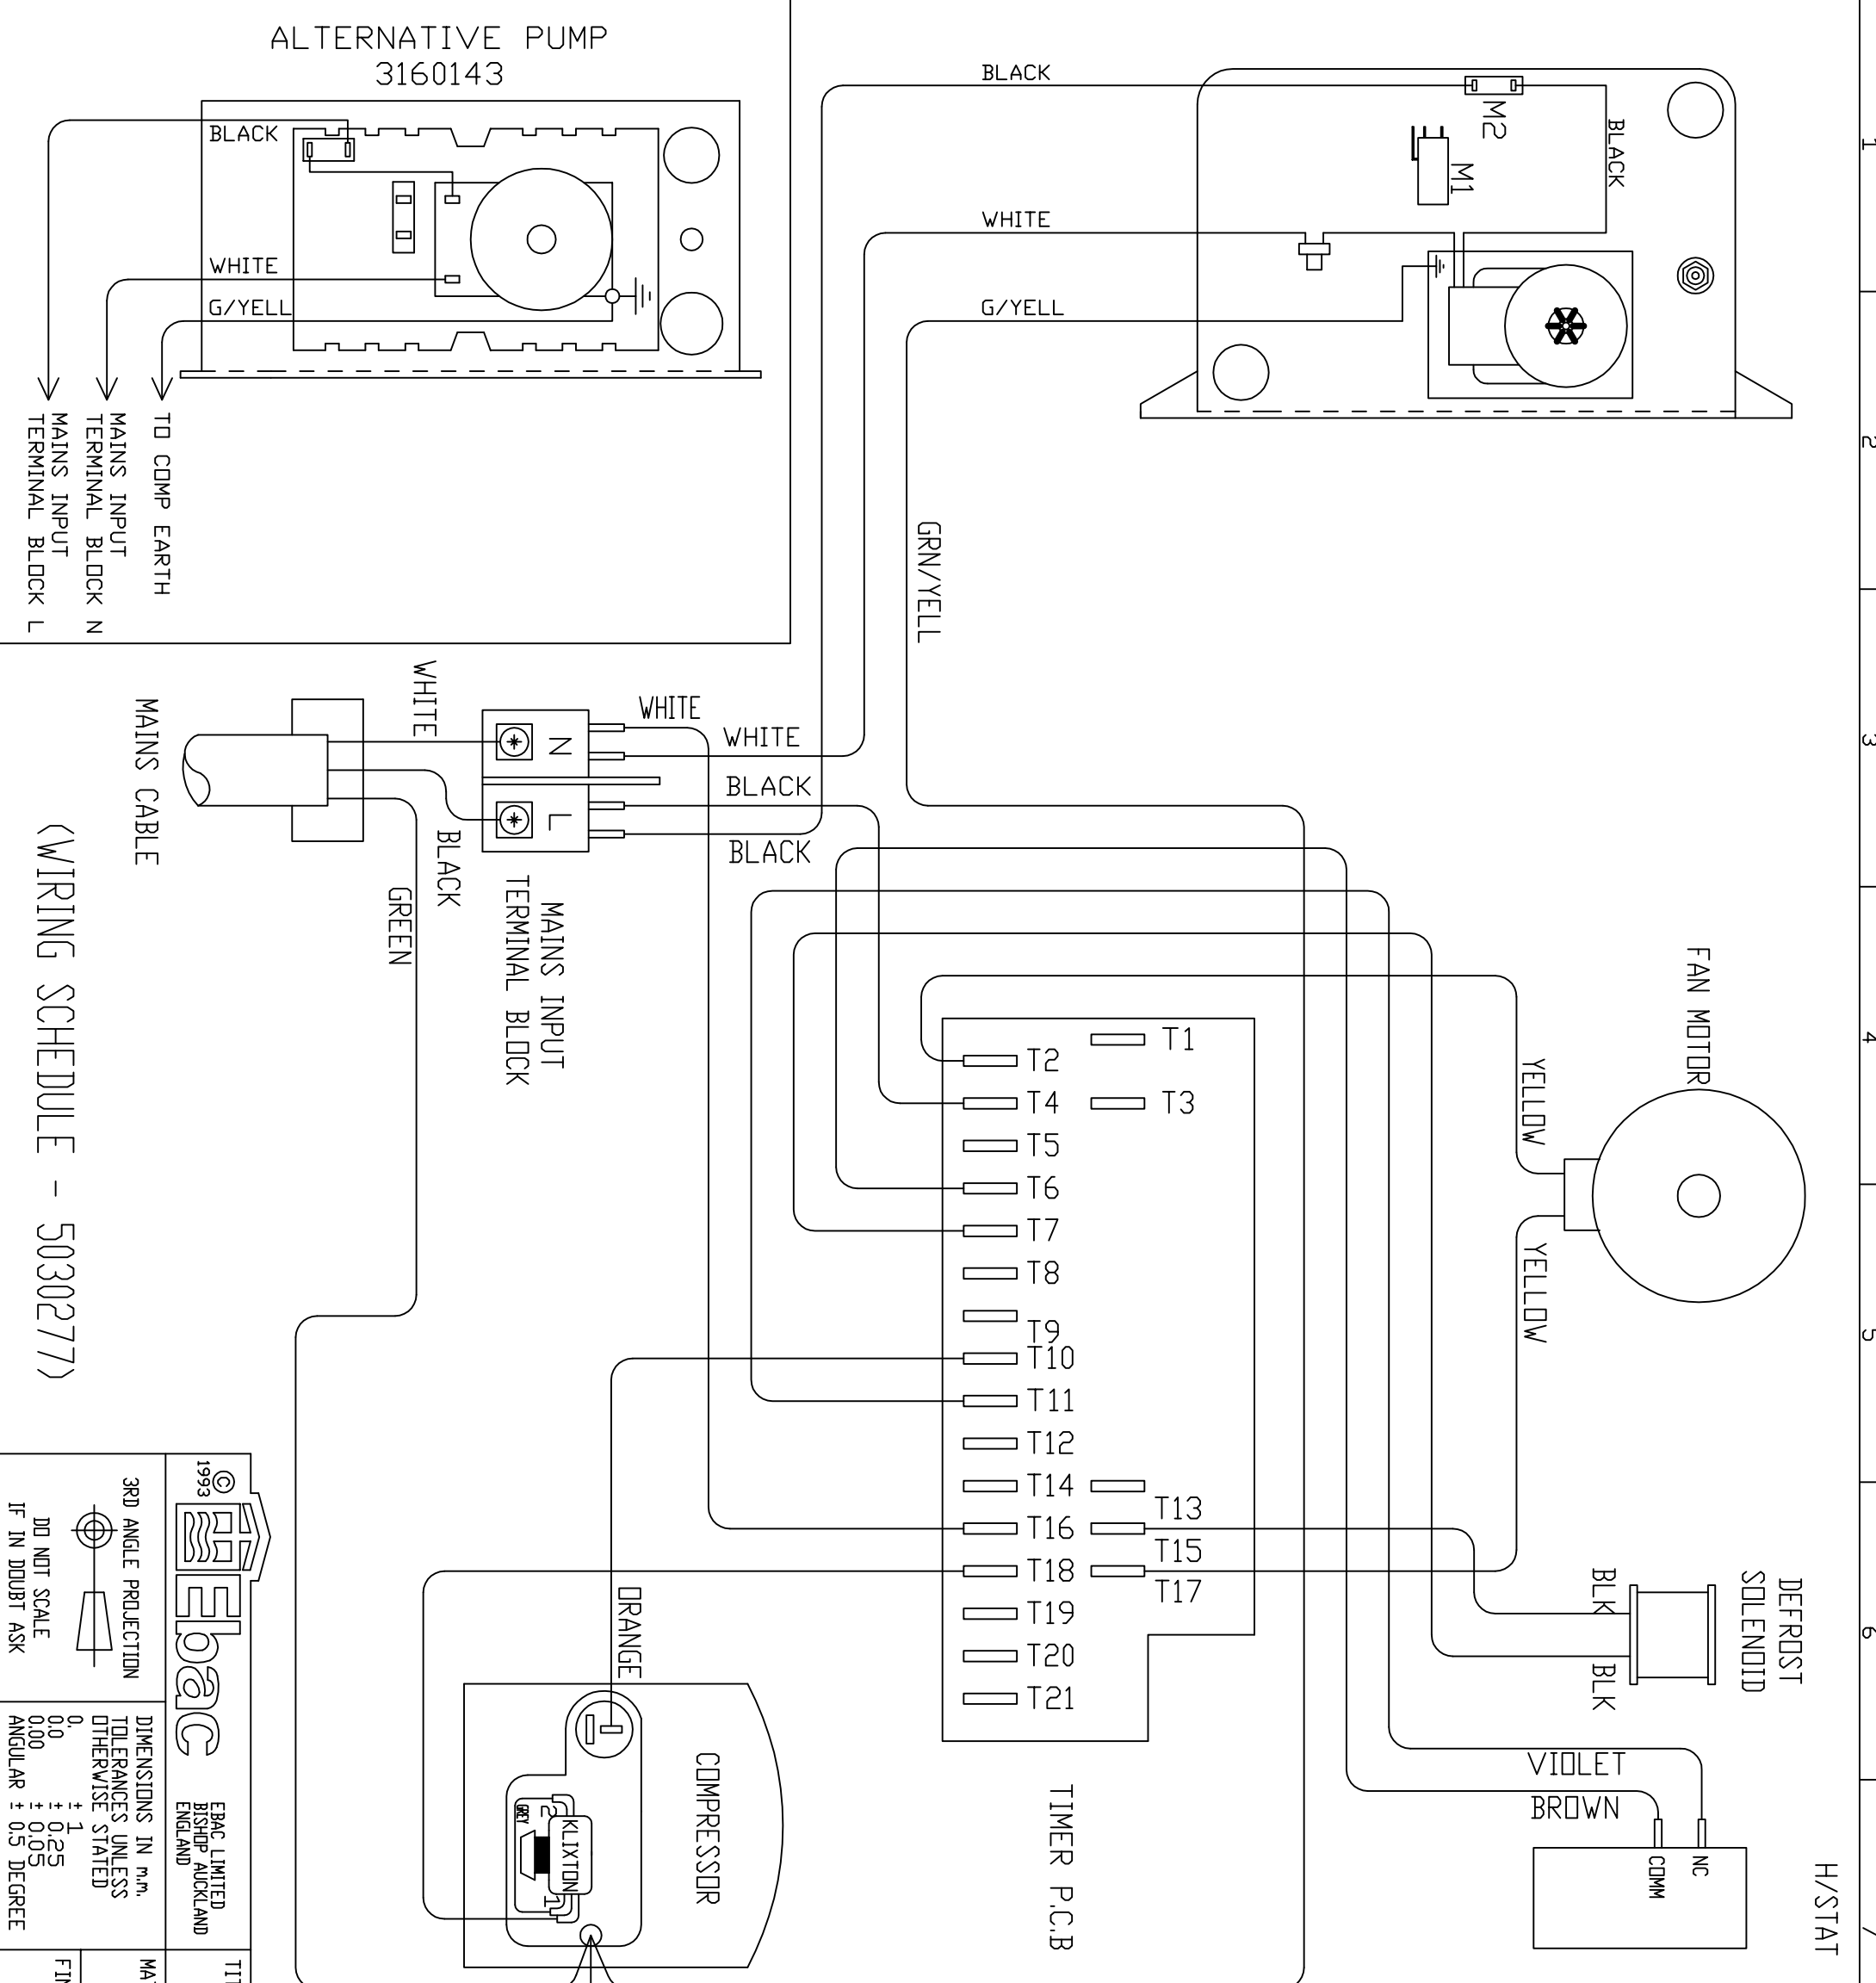 ALTERNATIVE PUMP
3160143
BLACK
WHITE
G/YELL
MAINS INPUT
TERMINAL BLOCK L
MAINS INPUT
TERMINAL BLOCK N
TO COMP EARTH
BLACK
M2
M1
BLACK
WHITE
G/YELL
GRN/YELL
1
2
3
4
5
6
7
MAINS CABLE
WHITE
BLACK
GREEN
N
L
WHITE
WHITE
BLACK
BLACK
MAINS INPUT
TERMINAL BLOCK
(WIRING SCHEDULE - 5030277)
FAN MOTOR
YELLOW
YELLOW
T1
T2
T3
T4
T5
T6
T7
T8
T9
T10
T11
T12
T14
T13
T16
T15
T18
T17
T19
T20
T21
TIMER P.C.B
DEFROST
SOLENOID
BLK
BLK
VIOLET
BROWN
NC
COMM
H/STAT
ORANGE
COMPRESSOR
KLIXTON
2
GREY
1
© 1993
Ebac
EBAC LIMITED
BISHOP AUCKLAND
ENGLAND
3RD ANGLE PROJECTION
DO NOT SCALE
IF IN DOUBT ASK
DIMENSIONS IN m.m.
TOLERANCES UNLESS
OTHERWISE STATED
0. ± 1
0.0 ± 0.25
0.00 ± 0.05
ANGULAR ± 0.5 DEGREE